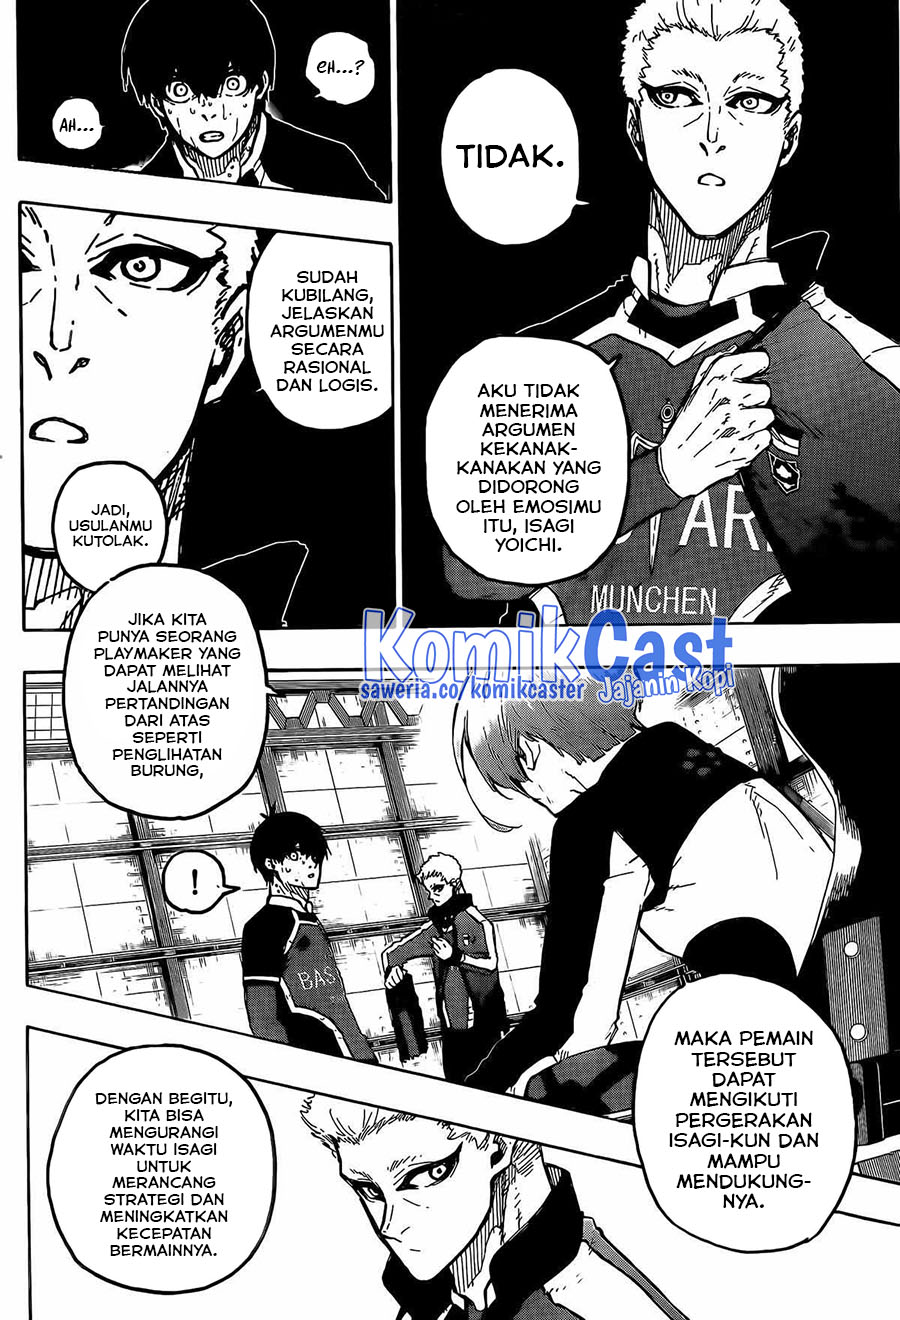 TIDAK.
AKU TIDAK
MENERIMA
ARGUMEN
KEKANAK-
KANAKAN YANG
DIDORONG
OLEH EMOSIMU
ITU, ISAGI
YOICHI.
MUNCHEN
EH...?
AH...
SUDAH
KUBILANG,
JELASKAN
ARGUMENMU
SECARA
RASIONAL
DAN LOGIS.
JADI,
USULANMU
KUTOLAK.
KomikCast
saweria.co/komikcaster
Jajanin Kopi
JIKA KITA
PUNYA SEORANG
PLAYMAKER YANG
DAPAT MELIHAT
JALANNYA
PERTANDINGAN
DARI ATAS
SEPERTI
PENGLIHATAN
BURUNG,
!
BAS
MAKA PEMAIN
TERSEBUT
DAPAT
MENGIKUTI
PERGERAKAN
ISAGI-KUN DAN
MAMPU
MENDUKUNG-
NYA.
DENGAN BEGITU,
KITA BISA
MENGURANGI
WAKTU ISAGI
UNTUK
MERANCANG
STRATEGI DAN
MENINGKATKAN
KECEPATAN
BERMAINNYA.